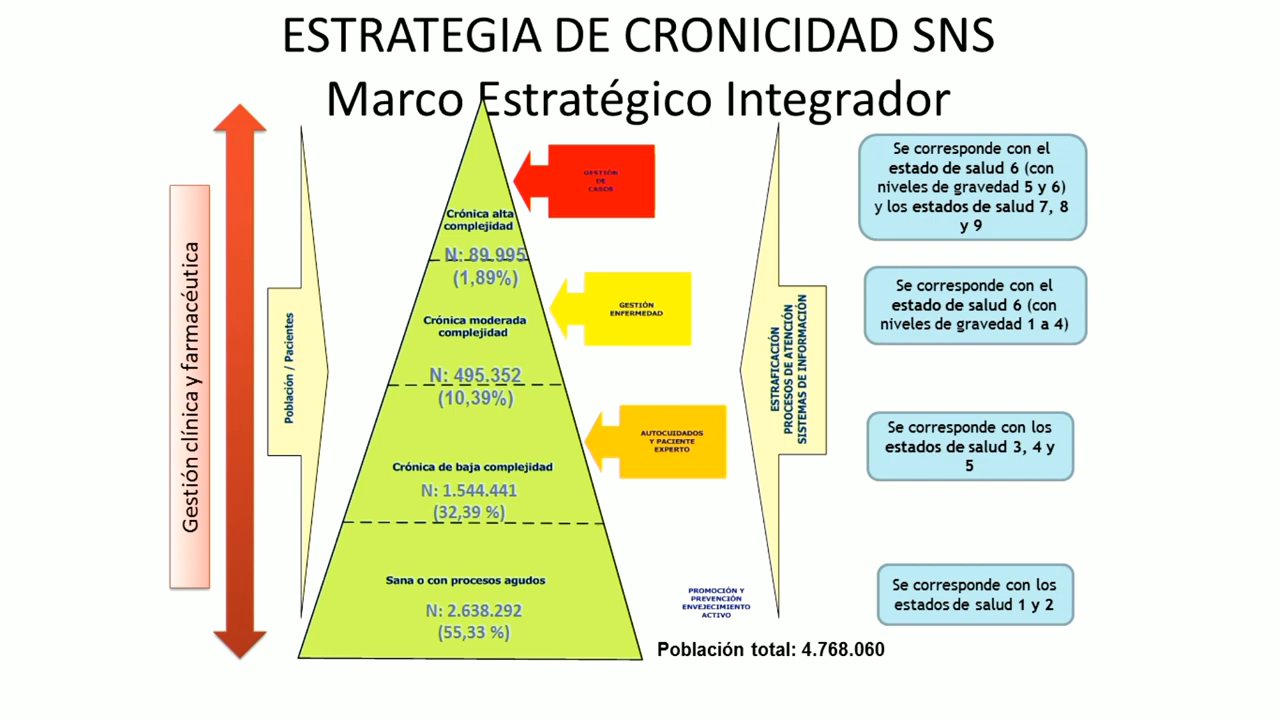 ESTRATEGIA DE CRONICIDAD SNS
Marco Estratégico Integrador
Gestión clínica y farmacéutica
Población / Pacientes
Crónica alta
complejidad
N: 89.995
(1,89%)
Crónica moderada
complejidad
N: 495.352
(10,39%)
Crónica de baja complejidad
N: 1.544.441
(32,39 %)
Sana o con procesos agudos
N: 2.638.292
(55,33 %)
GESTIÓN
DE
CASOS
GESTIÓN
ENFERMEDAD
AUTOCUIDADOS
Y PACIENTE
EXPERTO
PROMOCIÓN Y
PREVENCIÓN
ENVEJECIMIENTO
ACTIVO
Población total: 4.768.060
ESTRAFICACIÓN
PROCESOS DE ATENCIÓN
SISTEMAS DE INFORMACIÓN
Se corresponde con el
estado de salud 6 (con
niveles de gravedad 5 y 6)
y los estados de salud 7, 8
y 9
Se corresponde con el
estado de salud 6 (con
niveles de gravedad 1 a 4)
Se corresponde con los
estados de salud 3, 4 y
5
Se corresponde con los
estados de salud 1 y 2